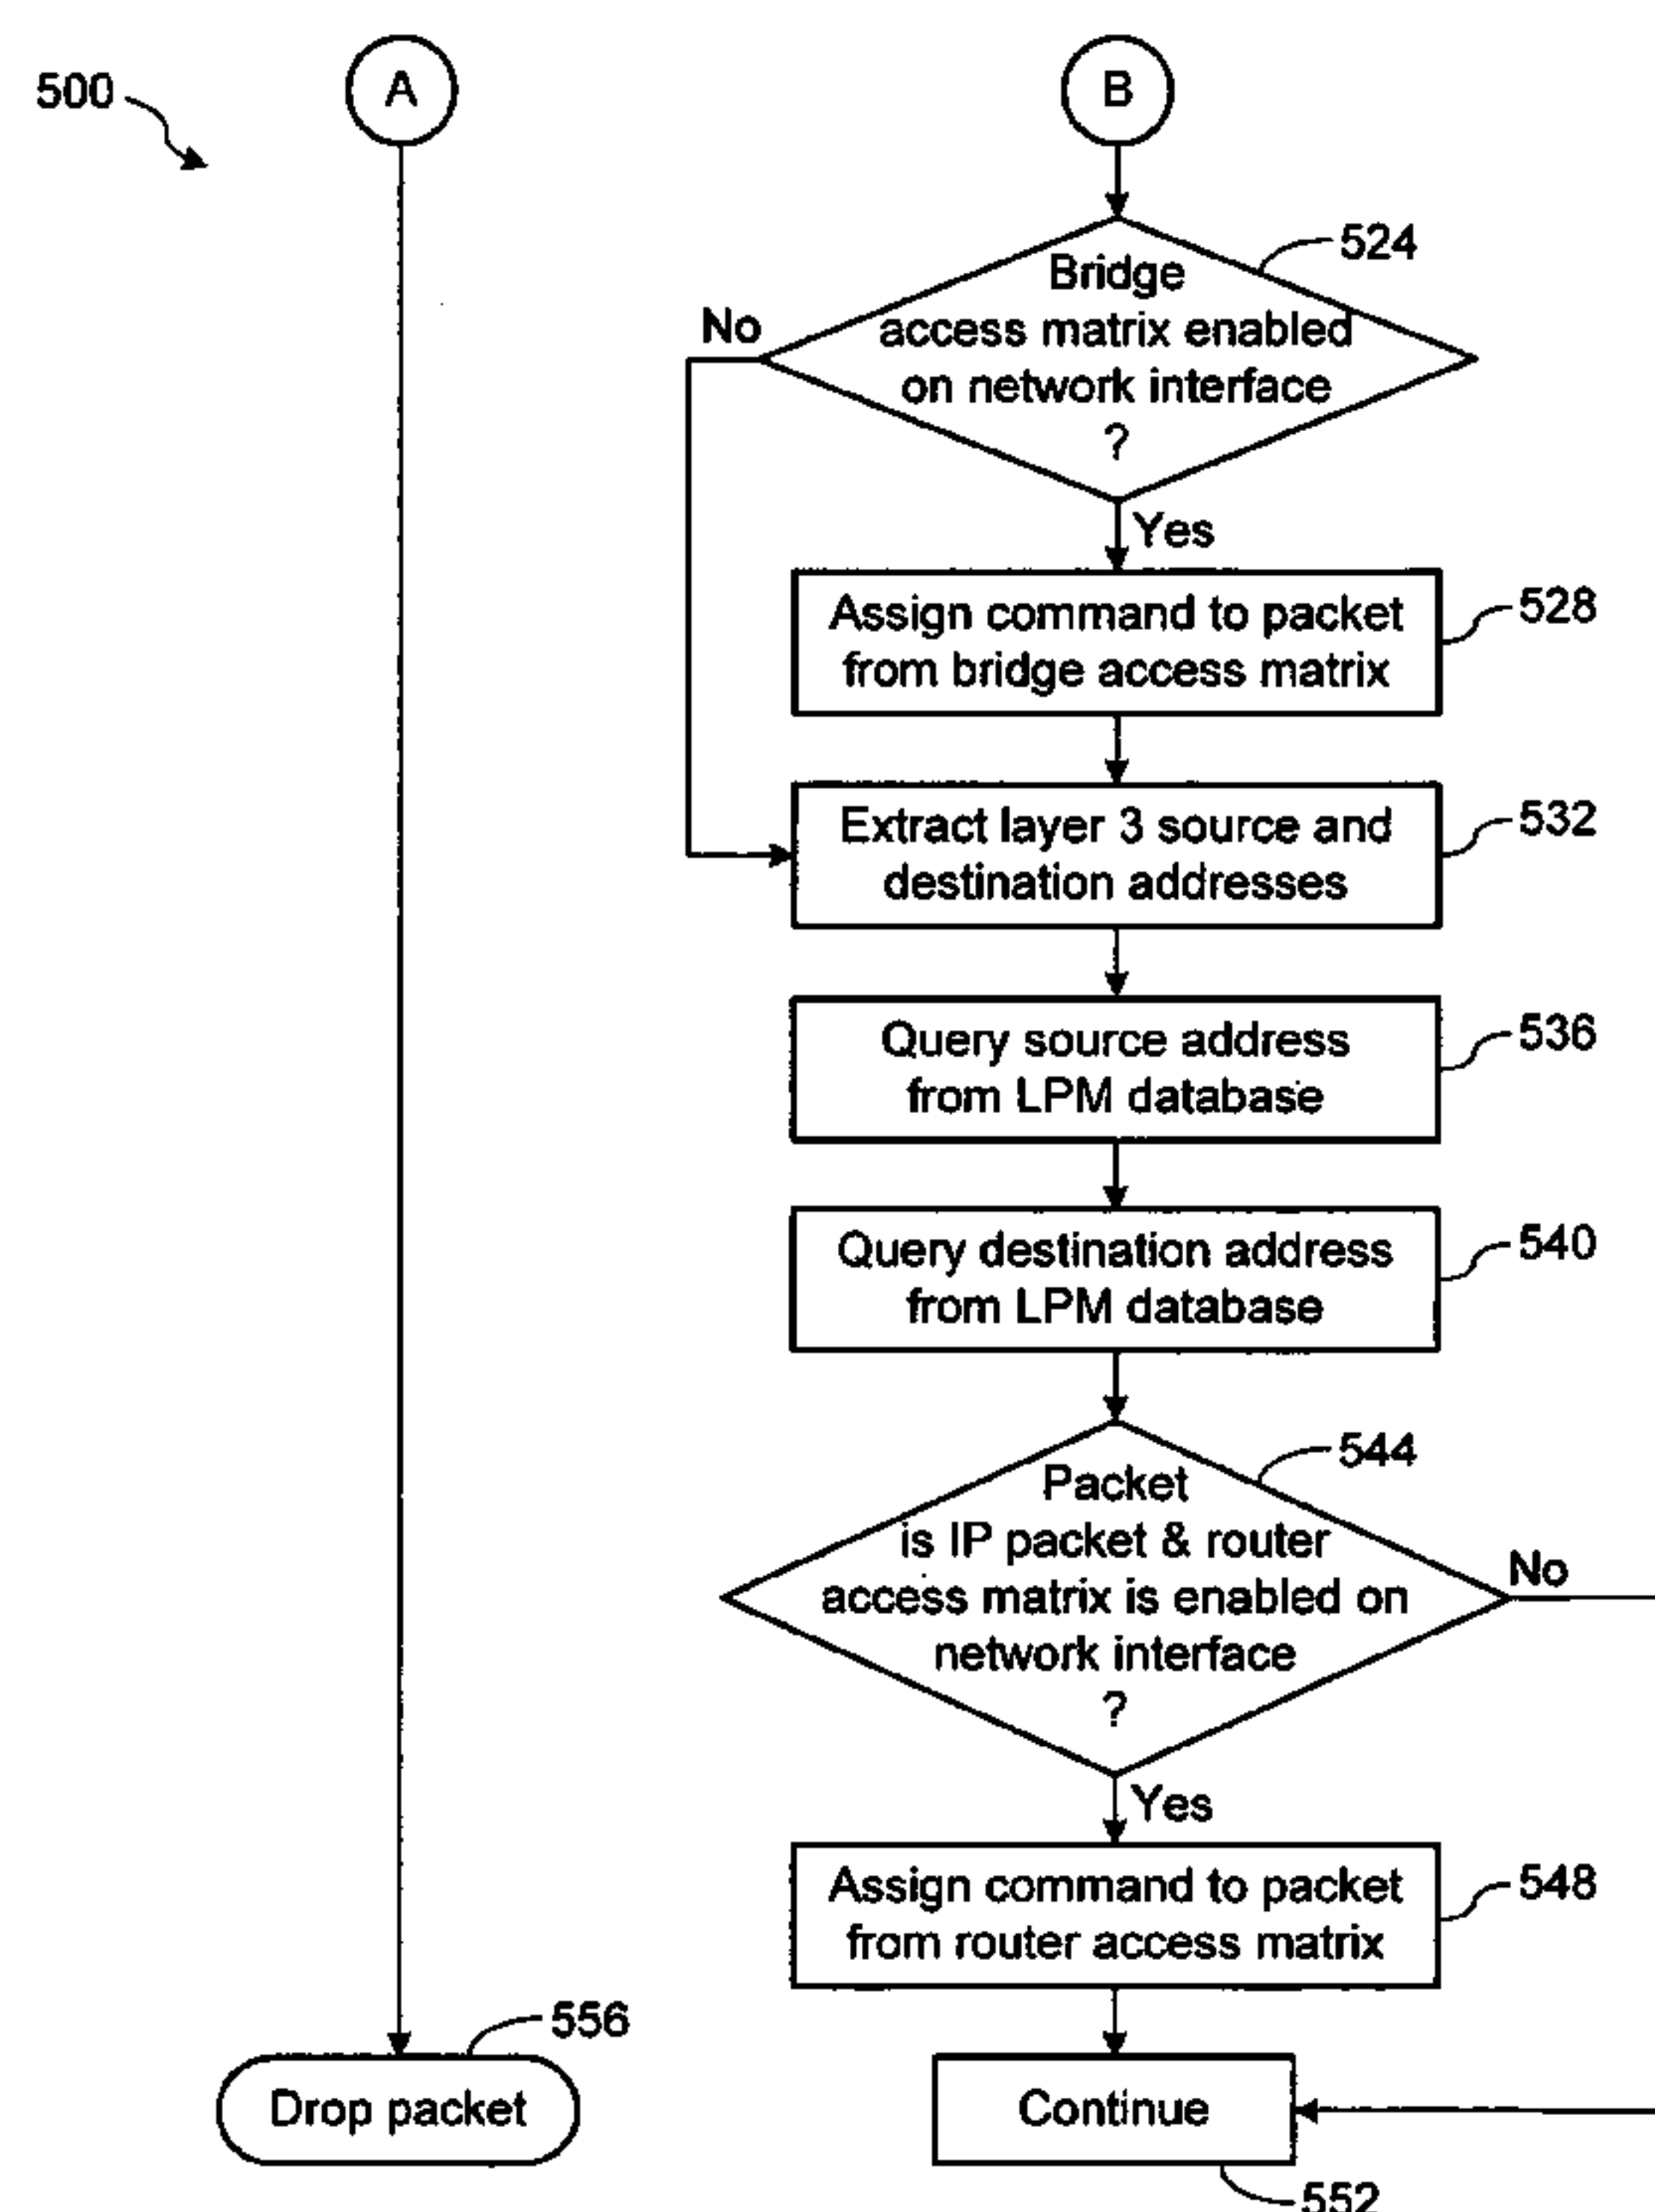 500
A
B
524
Bridge
access matrix enabled
on network interface
?
No
Yes
528
Assign command to packet
from bridge access matrix
532
Extract layer 3 source and
destination addresses
536
Query source address
from LPM database
540
Query destination address
from LPM database
544
Packet
is IP packet & router
access matrix is enabled on
network interface
?
No
Yes
548
Assign command to packet
from router access matrix
556
Drop packet
Continue
552